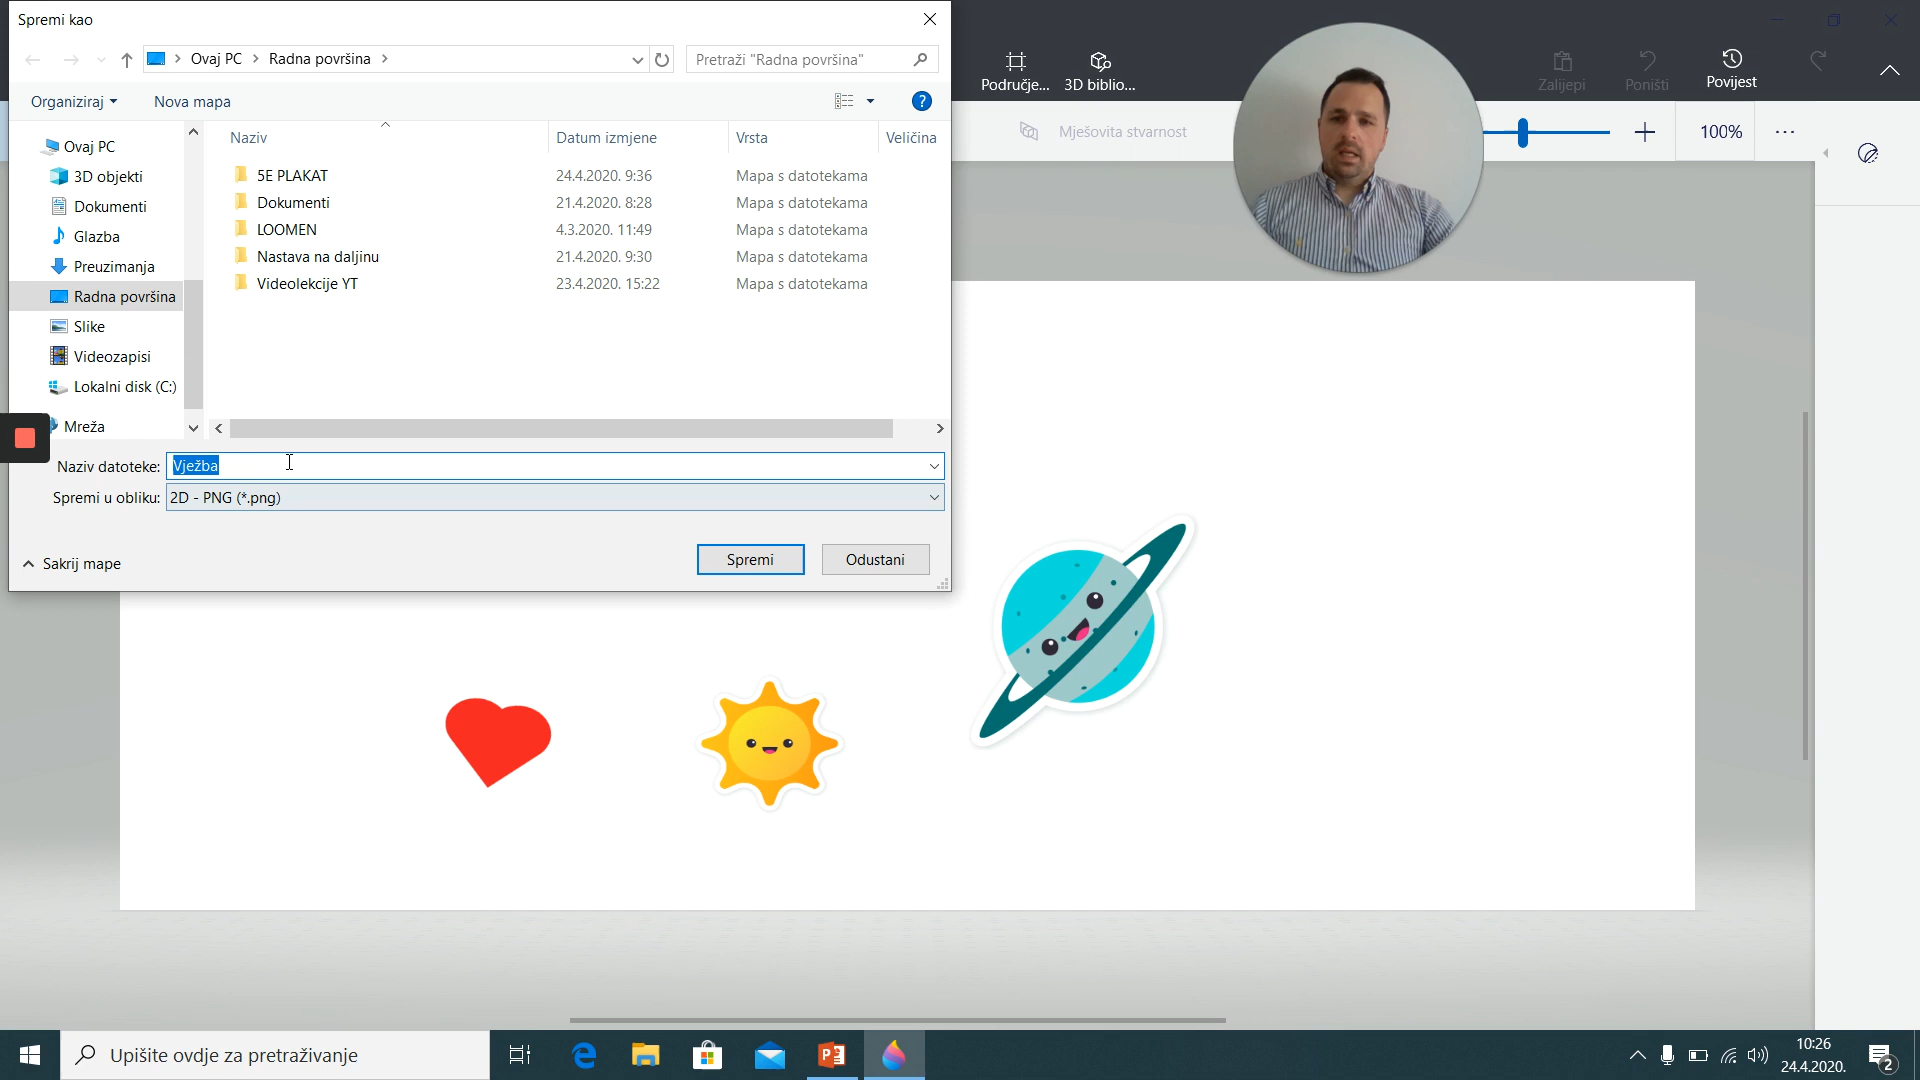 Spremi kao
Ovaj PC
Radna površina
Pretraži "Radna površina"
Organiziraj
Nova mapa
?
Ovaj PC
3D objekti
Dokumenti
Glazba
Preuzimanja
Radna površina
Slike
Videozapisi
Lokalni disk (C:)
Mreža
Naziv Datum izmjene Vrsta Veličina
5E PLAKAT 24.4.2020. 9:36 Mapa s datotekama
Dokumenti 21.4.2020. 8:28 Mapa s datotekama
LOOMEN 4.3.2020. 11:49 Mapa s datotekama
Nastava na daljinu 21.4.2020. 9:30 Mapa s datotekama
Videolekcije YT 23.4.2020. 15:22 Mapa s datotekama
Naziv datoteke: Vježba
Spremi u obliku: 2D - PNG (*.png)
Sakrij mape
Spremi
Odustani
Područje...
3D biblio...
Zalijepi
Poništi
Povijest
Mješovita stvarnost
100%
Upišite ovdje za pretraživanje
10:26
24.4.2020.
2